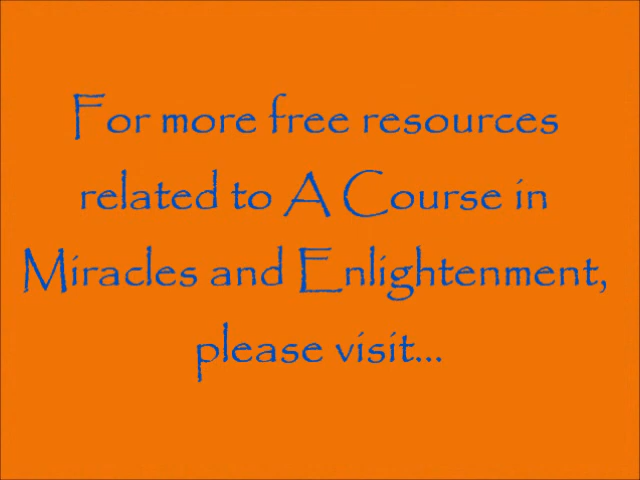 For more free resources
related to A Course in
Miracles and Enlightenment,
please visit...